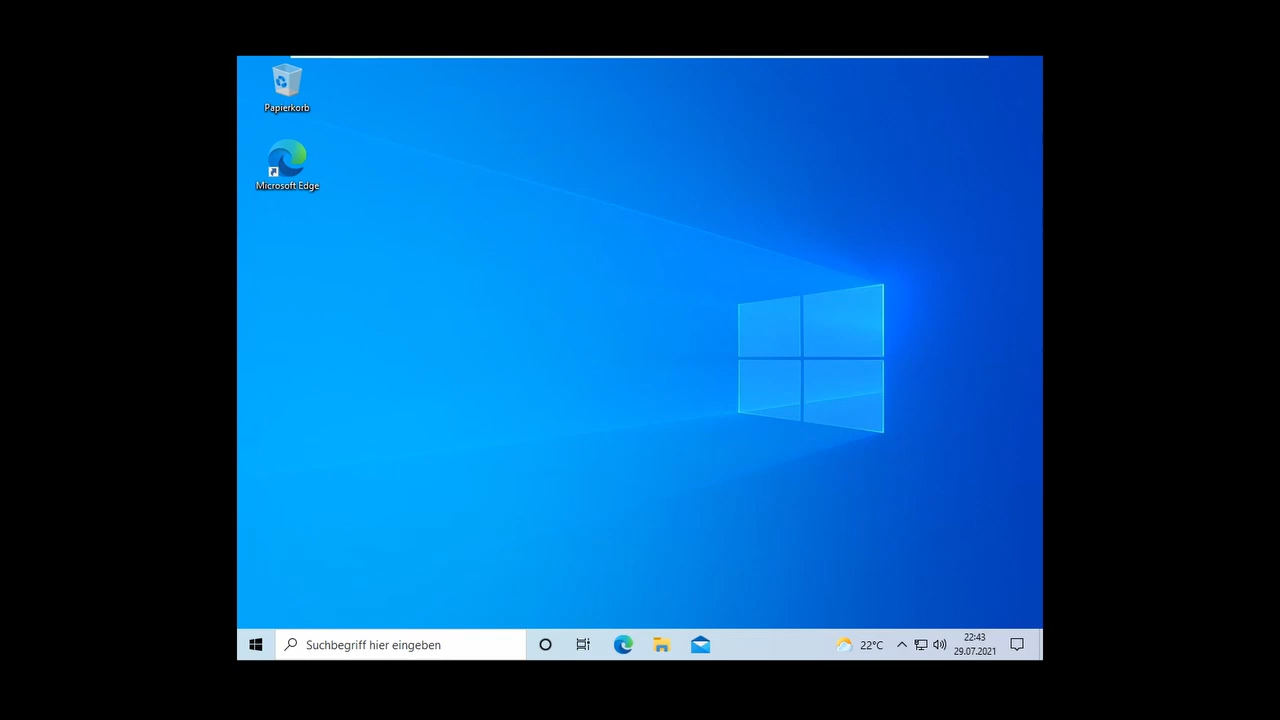 Papierkorb
Microsoft Edge
Suchbegriff hier eingeben
22°C
22:43
29.07.2021